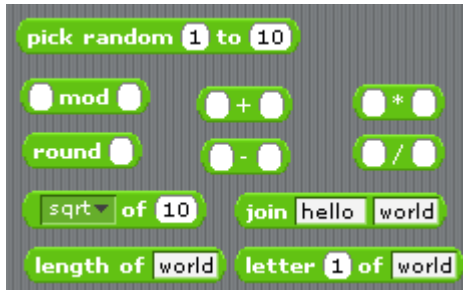 pick random 1 to 10
mod + *
round - /
sqrt of 10 join hello world
length of world letter 1 of world